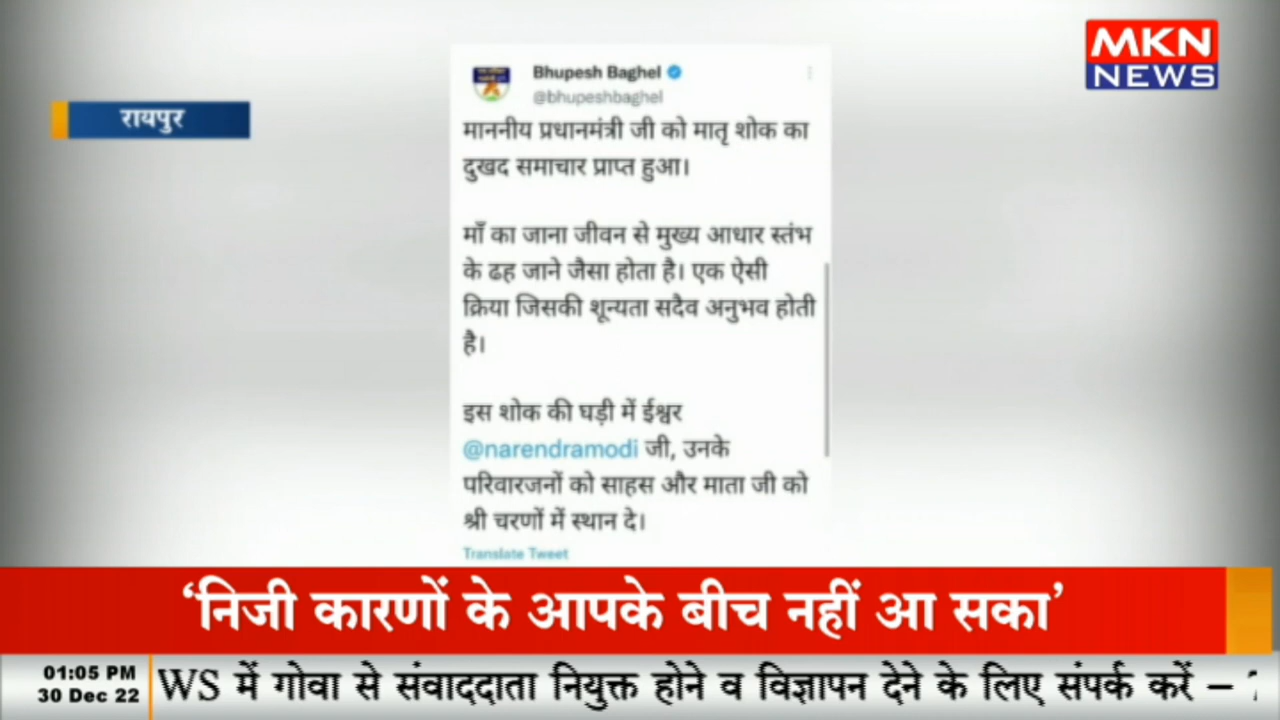 MKN
NEWS
रायपुर
Bhupesh Baghel
@bhupeshbaghel
माननीय प्रधानमंत्री जी को मातृ शोक का
दुखद समाचार प्राप्त हुआ।
माँ का जाना जीवन से मुख्य आधार स्तंभ
के ढह जाने जैसा होता है। एक ऐसी
क्रिया जिसकी शून्यता सदैव अनुभव होती
है।
इस शोक की घड़ी में ईश्वर
@narendramodi जी, उनके
परिवारजनों को साहस और माता जी को
श्री चरणों में स्थान दे।
Translate Tweet
‘निजी कारणों के आपके बीच नहीं आ सका’
01:05 PM
30 Dec 22
WS में गोवा से संवाददाता नियुक्त होने व विज्ञापन देने के लिए संपर्क करें –